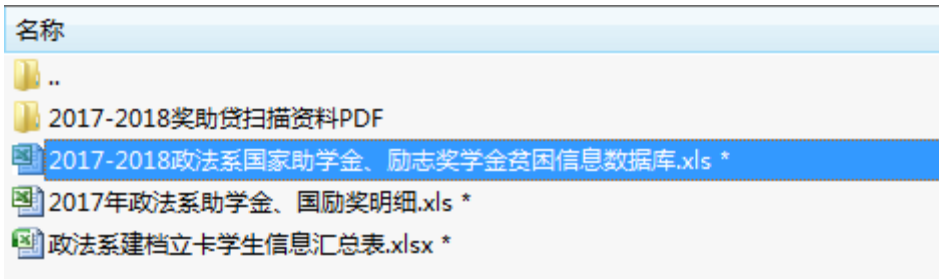 名称
..
2017-2018奖助贷扫描资料PDF
2017-2018政法系国家助学金、励志奖学金贫困信息数据库.xls *
2017年政法系助学金、国励奖明细.xls *
政法系建档立卡学生信息汇总表.xlsx *